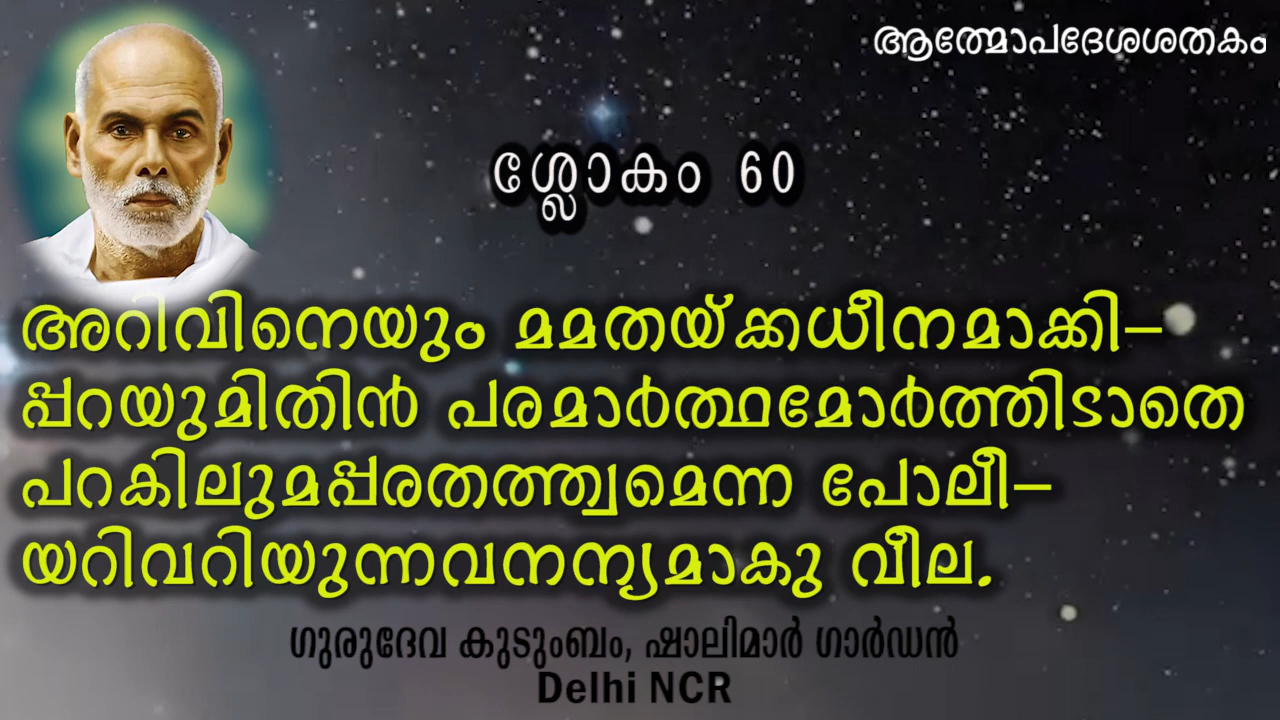 ആത്മോപദേശശതകം
ശ്ലോകം 60
അറിവിനെയും മമതയ്ക്കധീനമാക്കി–
പ്പറയുമിതിൻ പരമാർത്ഥമോർത്തിടാതെ
പറകിലുമപ്പരതത്ത്വമെന്ന പോലീ–
യറിവറിയുന്നവനന്യമാകു വീല.
ഗുരുദേവ കുടുംബം, ഷാലിമാർ ഗാർഡൻ
Delhi NCR